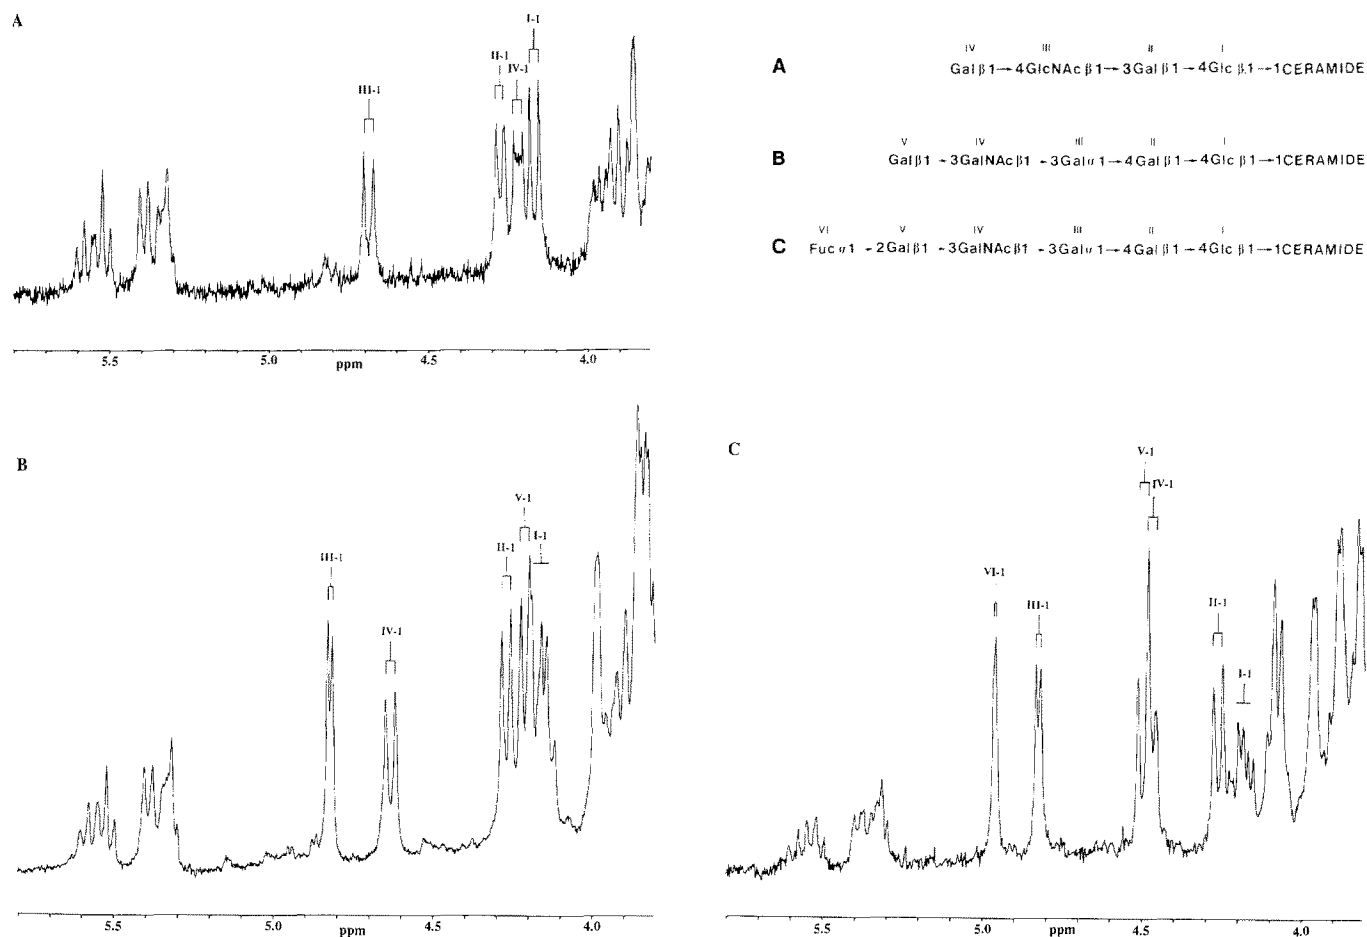 A
I-1
II-1
IV-1
III-1
5.5 5.0 4.5 4.0
ppm
IV III II I
A Galβ1→4GlcNAcβ1→3Galβ1→4Glcβ1→1CERAMIDE
V IV III II I
B Galβ1→3GalNAcβ1→3Galα1→4Galβ1→4Glcβ1→1CERAMIDE
VI V IV III II I
C Fucα1→2Galβ1→3GalNAcβ1→3Galα1→4Galβ1→4Glcβ1→1CERAMIDE
B
V-1
I-1
II-1
III-1
IV-1
5.5 5.0 4.5 4.0
ppm
C
V-1
IV-1
VI-1
III-1
II-1
I-1
5.5 5.0 4.5 4.0
ppm